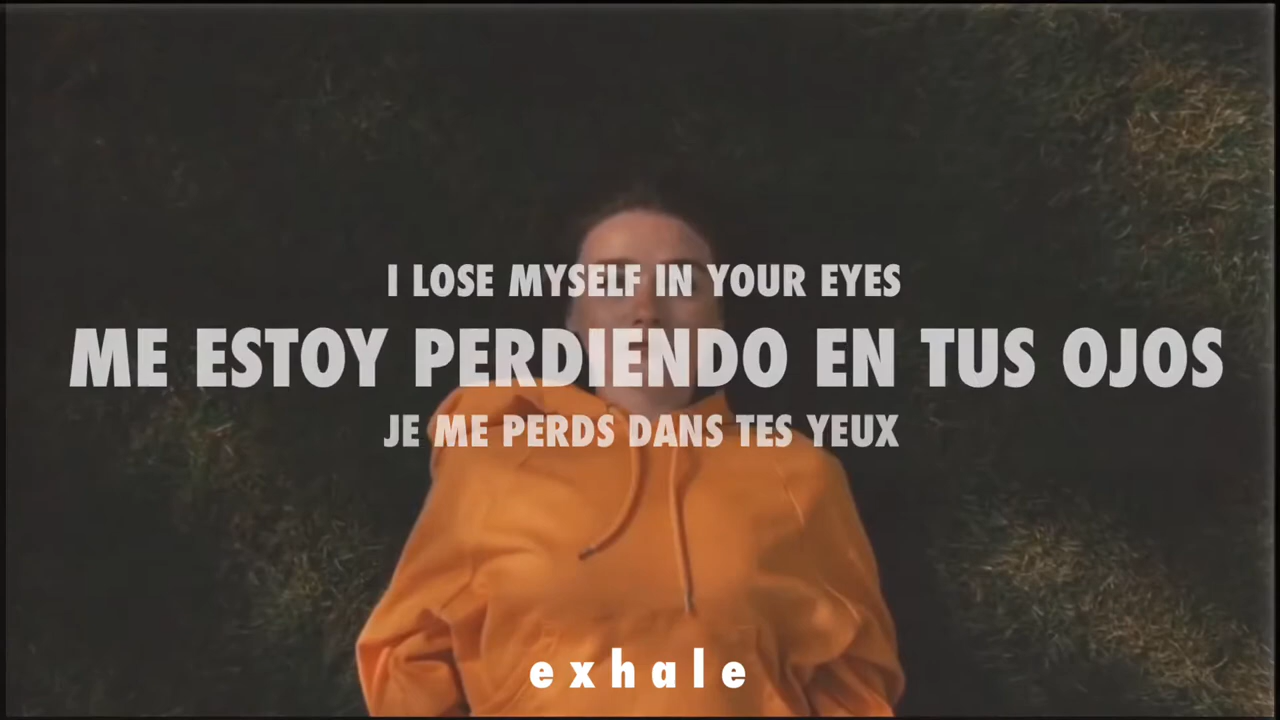 I LOSE MYSELF IN YOUR EYES
ME ESTOY PERDIENDO EN TUS OJOS
JE ME PERDS DANS TES YEUX
exhale